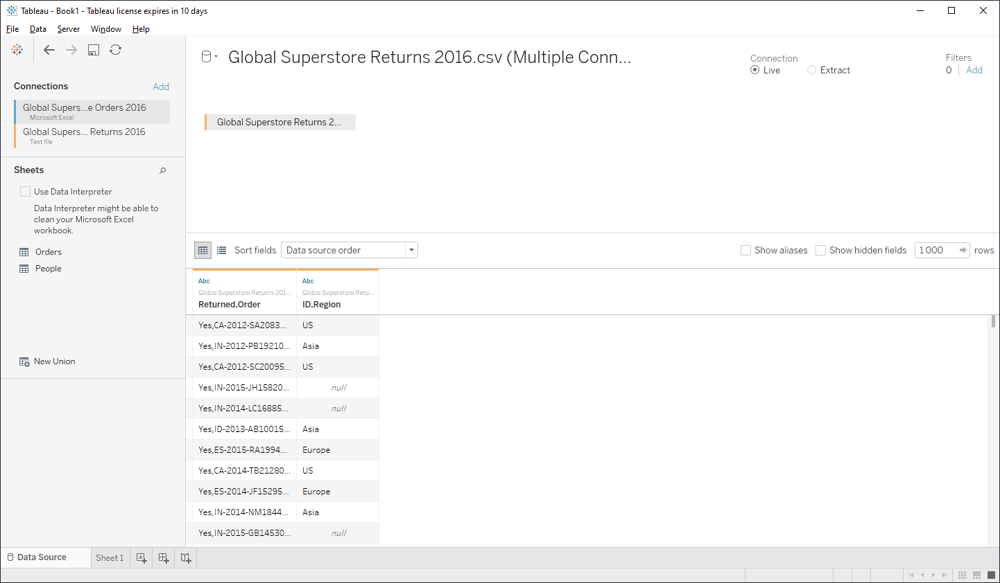 Tableau - Book1 - Tableau license expires in 10 days
File Data Server Window Help
Connections Add
Global Supers...e Orders 2016
Microsoft Excel
Global Supers... Returns 2016
Text file
Sheets
Use Data Interpreter
Data Interpreter might be able to
clean your Microsoft Excel
workbook.
Orders
People
New Union
Global Superstore Returns 2016.csv (Multiple Conn...
Connection
Live Extract
Filters
0 Add
Global Superstore Returns 2...
Sort fields Data source order Show aliases Show hidden fields 1 000 rows
Abc Abc
Global Superstore Returns 201... Global Superstore Retu...
Returned,Order ID,Region
Yes,CA-2012-SA2083... US
Yes,IN-2012-PB19210... Asia
Yes,CA-2012-SC20095... US
Yes,IN-2015-JH15820... null
Yes,IN-2014-LC16885... null
Yes,ID-2013-AB10015... Asia
Yes,ES-2015-RA1994... Europe
Yes,CA-2014-TB21280... US
Yes,ES-2014-JF15295... Europe
Yes,IN-2014-NM1844... Asia
Yes,IN-2015-GB14530... null
Data Source Sheet 1